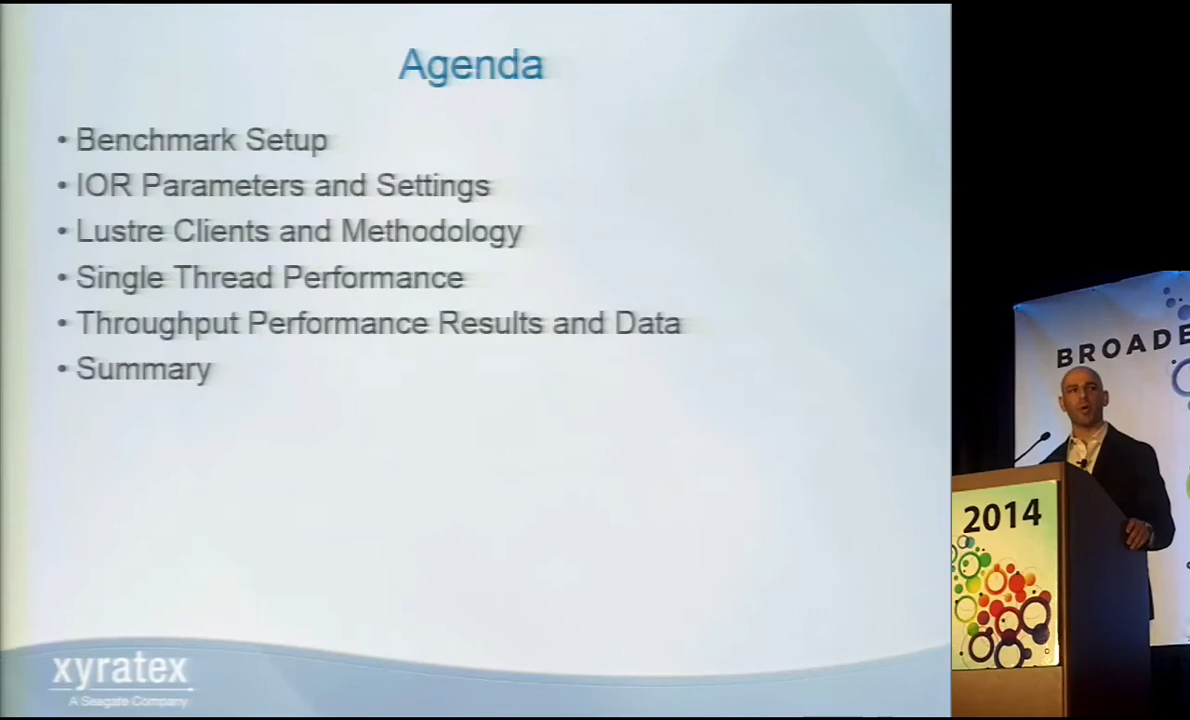 Agenda
• Benchmark Setup
• IOR Parameters and Settings
• Lustre Clients and Methodology
• Single Thread Performance
• Throughput Performance Results and Data
• Summary
xyratex
A Seagate Company
BROADE
2014